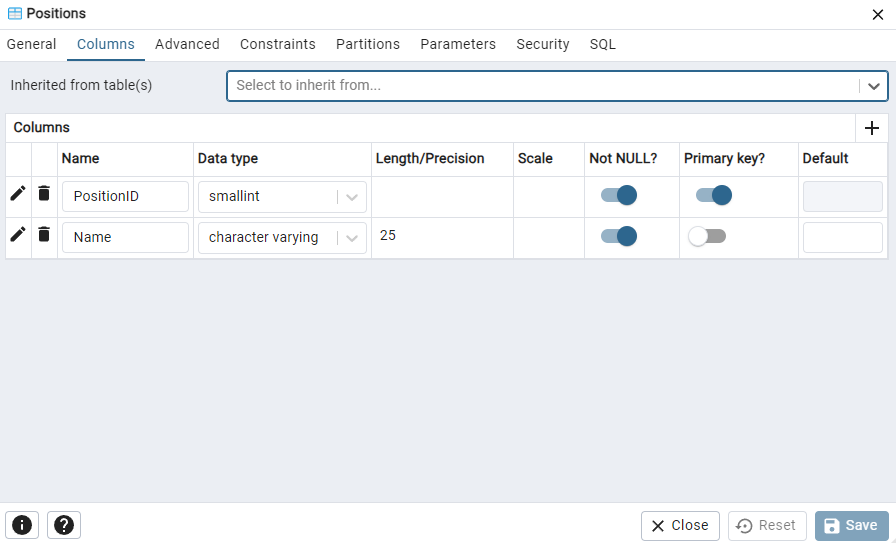 Positions
General Columns Advanced Constraints Partitions Parameters Security SQL
Inherited from table(s) Select to inherit from...
Columns
Name Data type Length/Precision Scale Not NULL? Primary key? Default
PositionID smallint
Name character varying 25
Close Reset Save